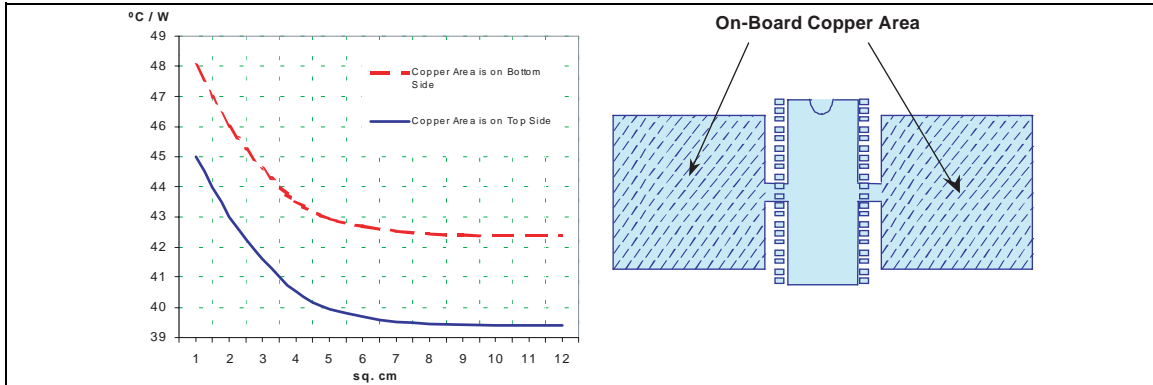 ºC / W
49
48
47
46
45
44
43
42
41
40
39
1 2 3 4 5 6 7 8 9 10 11 12
sq. cm
Copper Area is on Bottom
Side
Copper Area is on Top Side
On-Board Copper Area